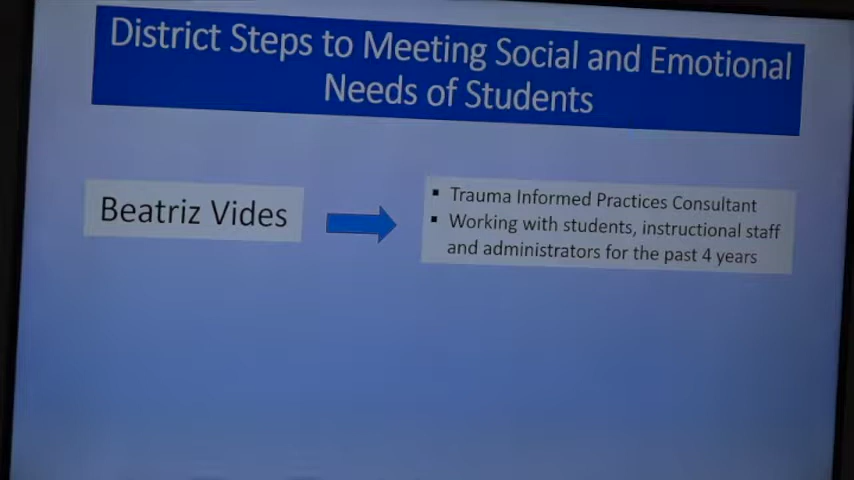 District Steps to Meeting Social and Emotional
Needs of Students
Beatriz Vides
▪ Trauma Informed Practices Consultant
▪ Working with students, instructional staff
and administrators for the past 4 years